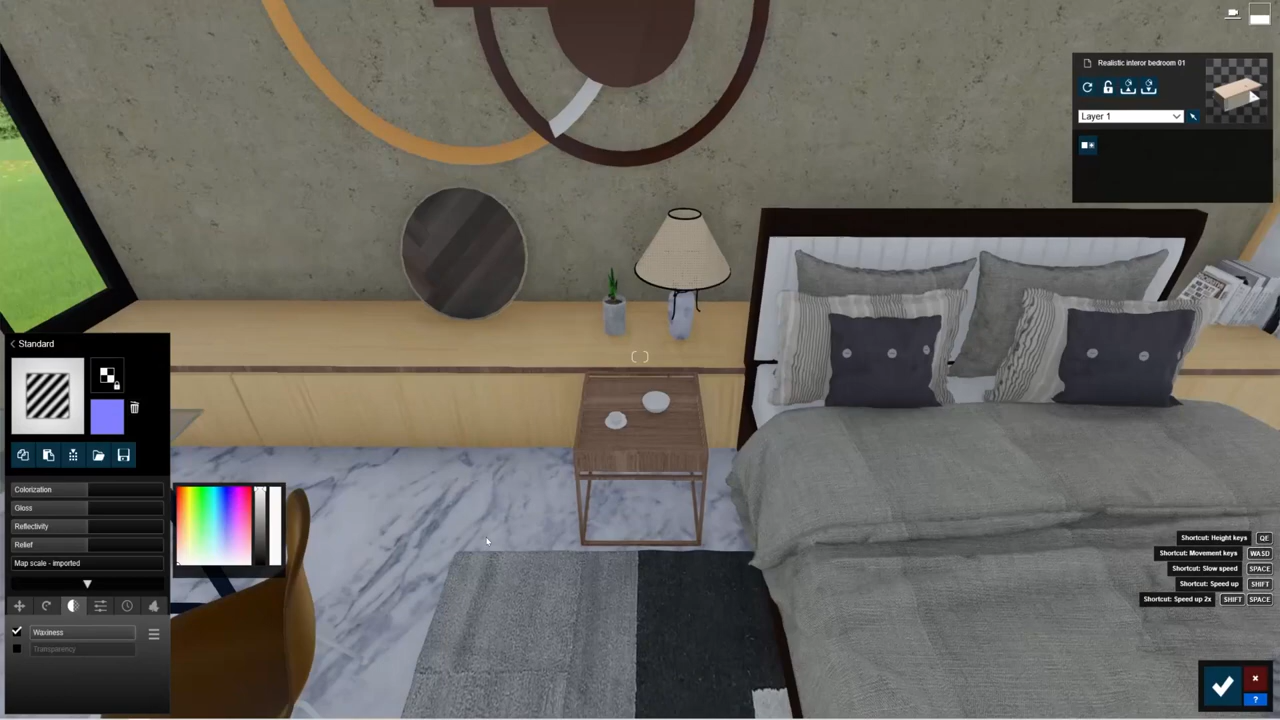 Realistic interor bedroom 01
Layer 1
Standard
Colorization
Gloss
Reflectivity
Relief
Map scale - imported
Waxiness
Transparency
Shortcut: Height keys QE
Shortcut: Movement keys WASD
Shortcut: Slow speed SPACE
Shortcut: Speed up SHIFT
Shortcut: Speed up 2x SHIFT SPACE
?